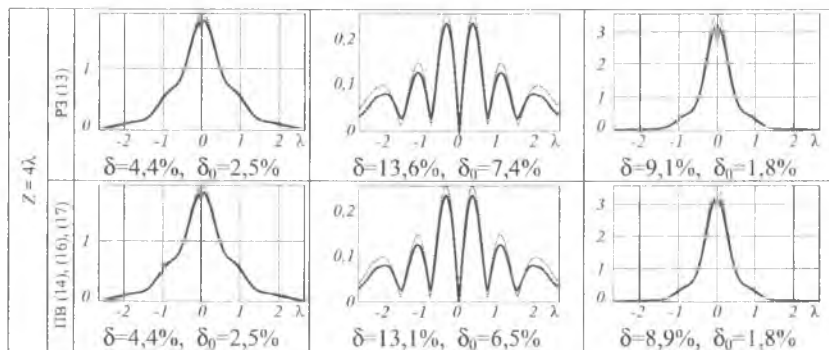 Z = 4λ
РЗ (13)
1
0
-2 -1 0 1 2 λ
δ=4,4%, δ₀=2,5%
0,2
0,1
0
-2 -1 0 1 2 λ
δ=13,6%, δ₀=7,4%
3
2
1
0
-2 -1 0 1 2 λ
δ=9,1%, δ₀=1,8%
ПВ (14), (16), (17)
1
0
-2 -1 0 1 2 λ
δ=4,4%, δ₀=2,5%
0,2
0,1
0
-2 -1 0 1 2 λ
δ=13,1%, δ₀=6,5%
3
2
1
0
-2 -1 0 1 2 λ
δ=8,9%, δ₀=1,8%